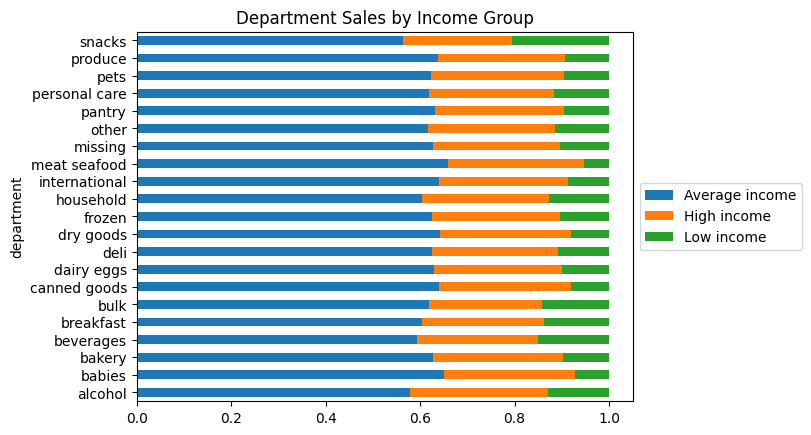 Department Sales by Income Group
snacks
produce
pets
personal care
pantry
other
missing
meat seafood
international
household
frozen
dry goods
deli
dairy eggs
canned goods
bulk
breakfast
beverages
bakery
babies
alcohol
department
0.0 0.2 0.4 0.6 0.8 1.0
Average income
High income
Low income